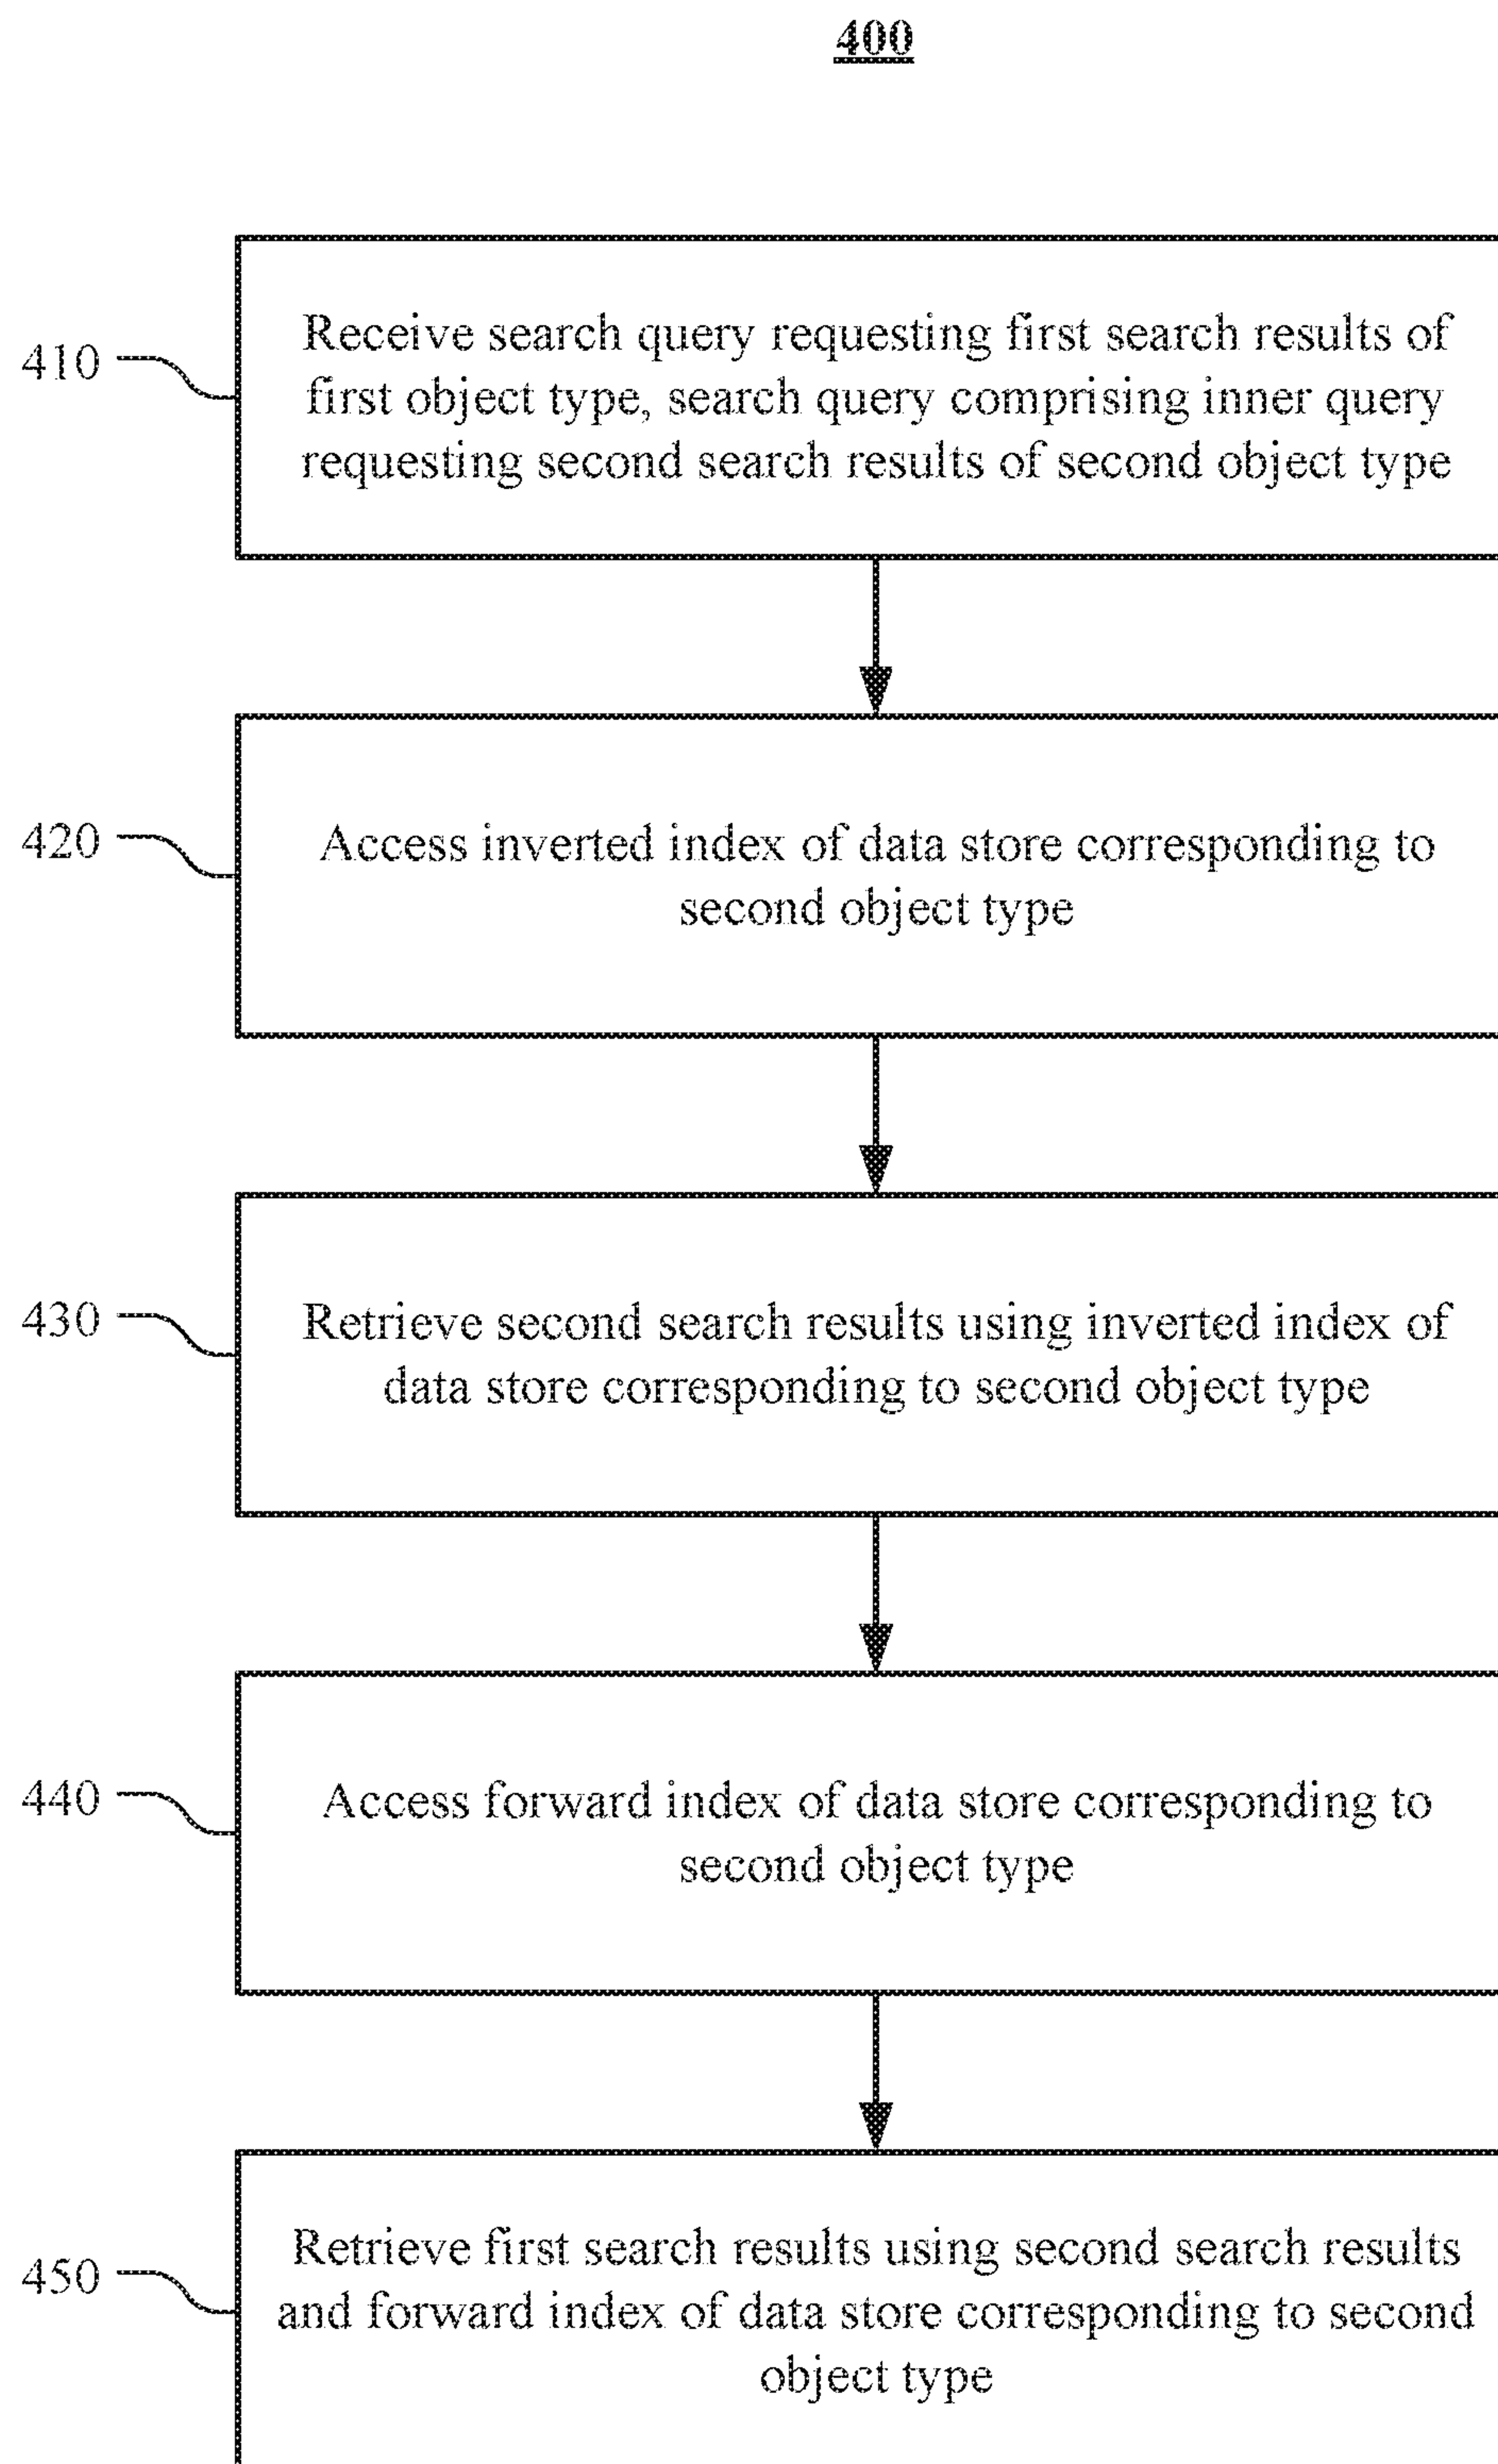 400
410
Receive search query requesting first search results of
first object type, search query comprising inner query
requesting second search results of second object type
420
Access inverted index of data store corresponding to
second object type
430
Retrieve second search results using inverted index of
data store corresponding to second object type
440
Access forward index of data store corresponding to
second object type
450
Retrieve first search results using second search results
and forward index of data store corresponding to second
object type